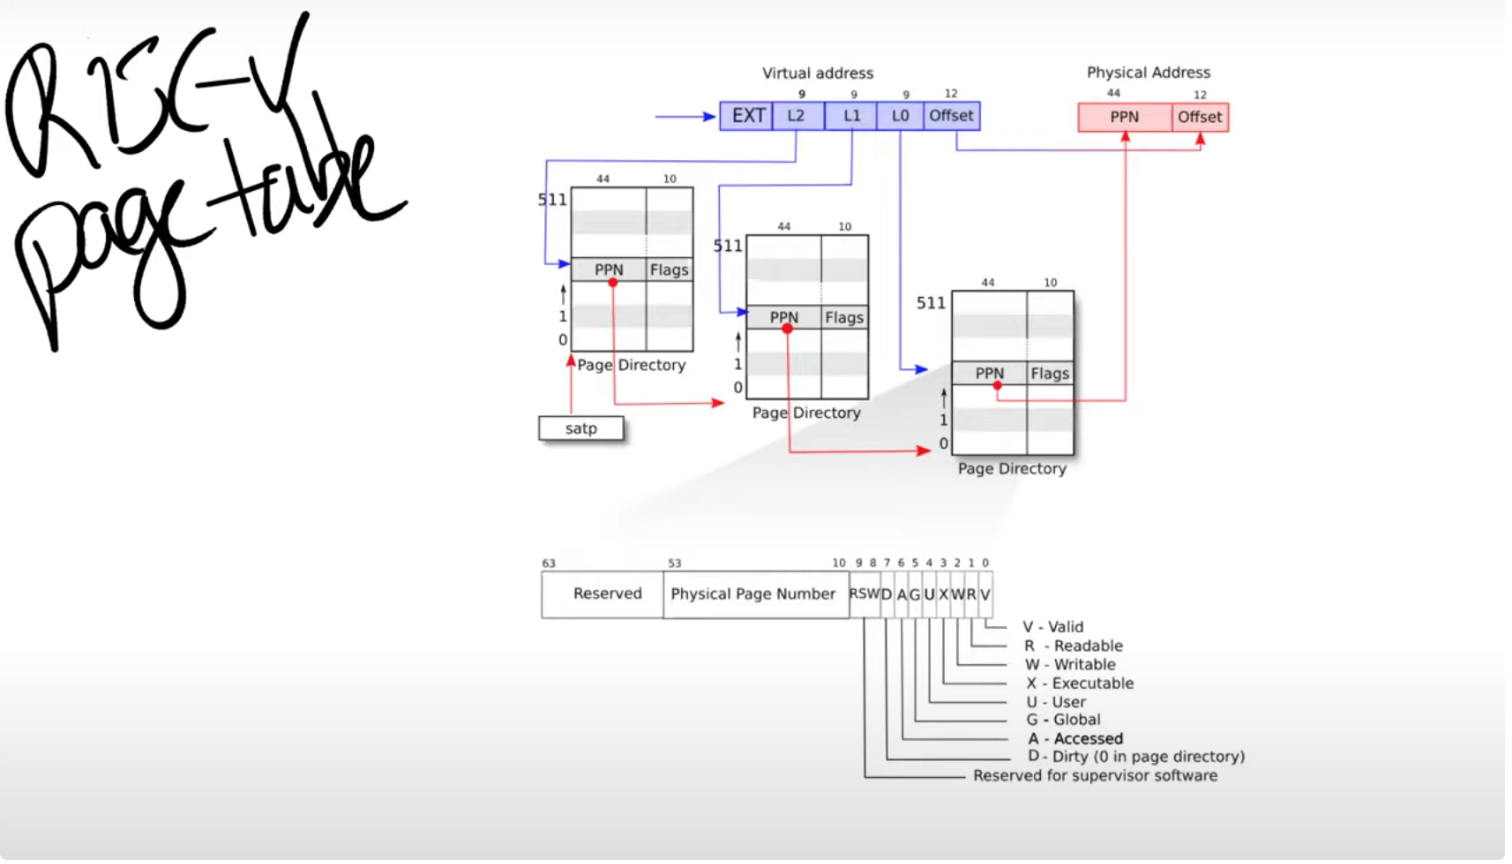 RISC-V
page table
Virtual address
Physical Address
9 9 9 12
44 12
EXT L2 L1 L0 Offset
PPN Offset
44 10
511
PPN Flags
1
0
Page Directory
satp
44 10
511
PPN Flags
1
0
Page Directory
44 10
511
PPN Flags
1
0
Page Directory
63 53 10 9 8 7 6 5 4 3 2 1 0
Reserved Physical Page Number RSW D A G U X W R V
V - Valid
R - Readable
W - Writable
X - Executable
U - User
G - Global
A - Accessed
D - Dirty (0 in page directory)
Reserved for supervisor software